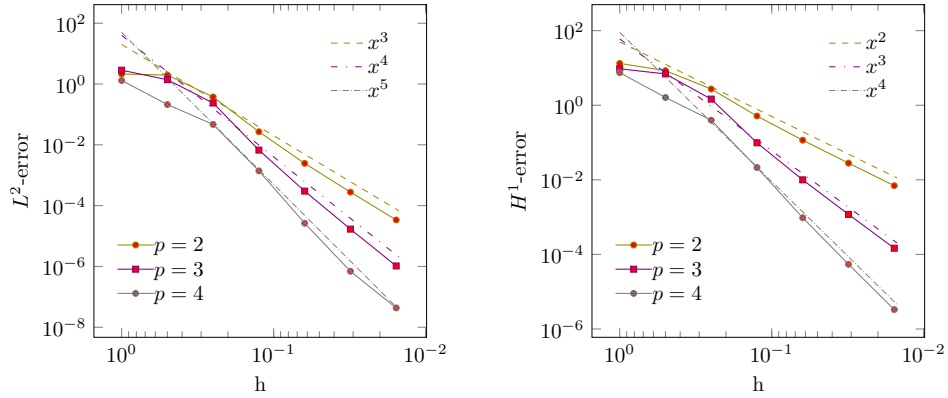 10^2
10^0
10^-2
10^-4
10^-6
10^-8
L^2-error
x^3
x^4
x^5
p = 2
p = 3
p = 4
10^0
10^-1
10^-2
h
10^2
10^0
10^-2
10^-4
10^-6
H^1-error
x^2
x^3
x^4
p = 2
p = 3
p = 4
10^0
10^-1
10^-2
h